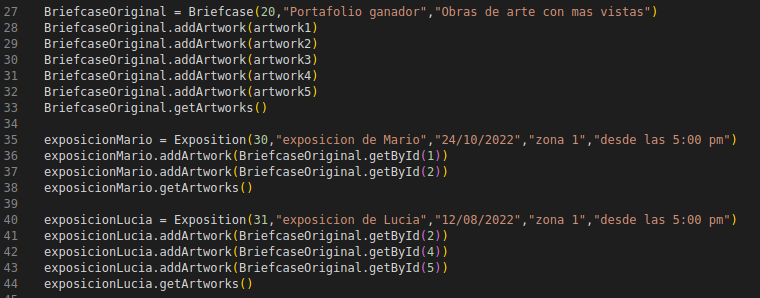 27 BriefcaseOriginal = Briefcase(20,"Portafolio ganador","Obras de arte con mas vistas")
28 BriefcaseOriginal.addArtwork(artwork1)
29 BriefcaseOriginal.addArtwork(artwork2)
30 BriefcaseOriginal.addArtwork(artwork3)
31 BriefcaseOriginal.addArtwork(artwork4)
32 BriefcaseOriginal.addArtwork(artwork5)
33 BriefcaseOriginal.getArtworks()
34
35 exposicionMario = Exposition(30,"exposicion de Mario","24/10/2022","zona 1","desde las 5:00 pm")
36 exposicionMario.addArtwork(BriefcaseOriginal.getById(1))
37 exposicionMario.addArtwork(BriefcaseOriginal.getById(2))
38 exposicionMario.getArtworks()
39
40 exposicionLucia = Exposition(31,"exposicion de Lucia","12/08/2022","zona 1","desde las 5:00 pm")
41 exposicionLucia.addArtwork(BriefcaseOriginal.getById(2))
42 exposicionLucia.addArtwork(BriefcaseOriginal.getById(4))
43 exposicionLucia.addArtwork(BriefcaseOriginal.getById(5))
44 exposicionLucia.getArtworks()